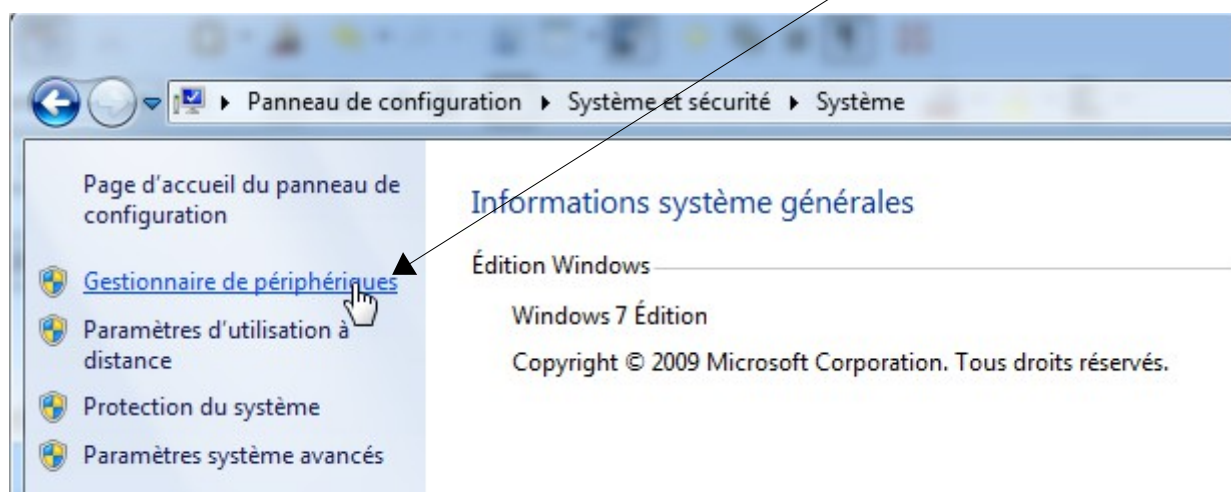 Panneau de configuration ▸ Système et sécurité ▸ Système
Page d'accueil du panneau de
configuration
Gestionnaire de périphériques
Paramètres d'utilisation à
distance
Protection du système
Paramètres système avancés
Informations système générales
Édition Windows
Windows 7 Édition
Copyright © 2009 Microsoft Corporation. Tous droits réservés.